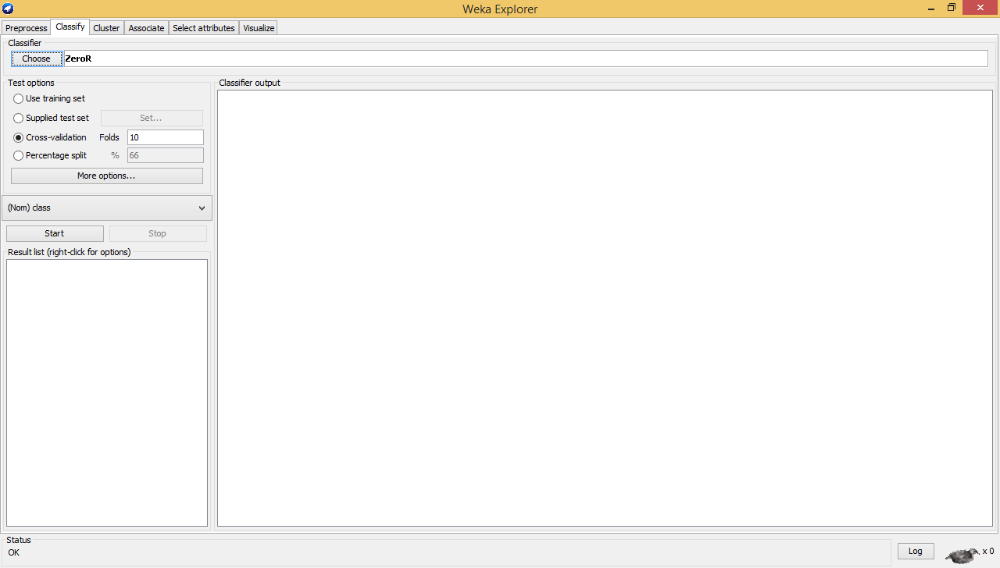 Weka Explorer
Preprocess Classify Cluster Associate Select attributes Visualize
Classifier
Choose ZeroR
Test options
Use training set
Supplied test set Set...
Cross-validation Folds 10
Percentage split % 66
More options...
(Nom) class
Start Stop
Result list (right-click for options)
Classifier output
Status
OK
Log x 0